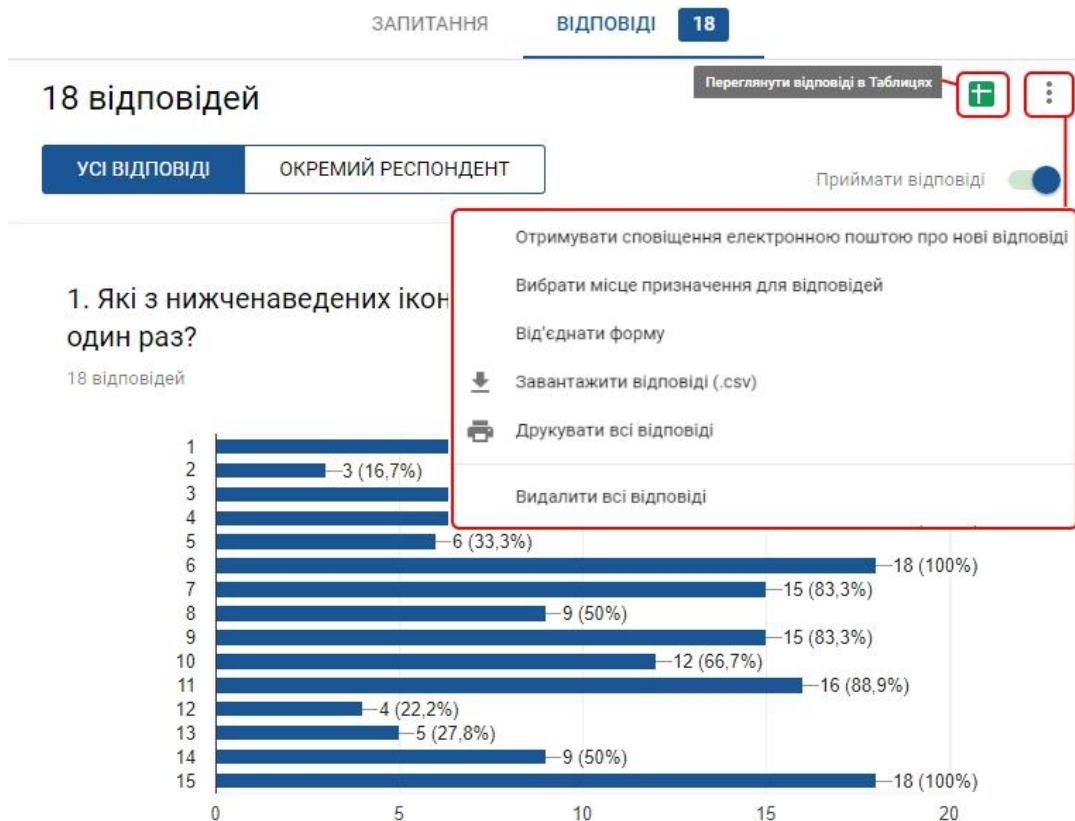 ЗАПИТАННЯ
ВІДПОВІДІ 18
18 відповідей
Переглянути відповіді в Таблицях
УСІ ВІДПОВІДІ
ОКРЕМИЙ РЕСПОНДЕНТ
Приймати відповіді
Отримувати сповіщення електронною поштою про нові відповіді
Вибрати місце призначення для відповідей
Від'єднати форму
Завантажити відповіді (.csv)
Друкувати всі відповіді
Видалити всі відповіді
1. Які з нижченаведених
один раз?
18 відповідей
1
2 3 (16,7%)
3
4
5 6 (33,3%)
6 18 (100%)
7 15 (83,3%)
8 9 (50%)
9 15 (83,3%)
10 12 (66,7%)
11 16 (88,9%)
12 4 (22,2%)
13 5 (27,8%)
14 9 (50%)
15 18 (100%)
0 5 10 15 20